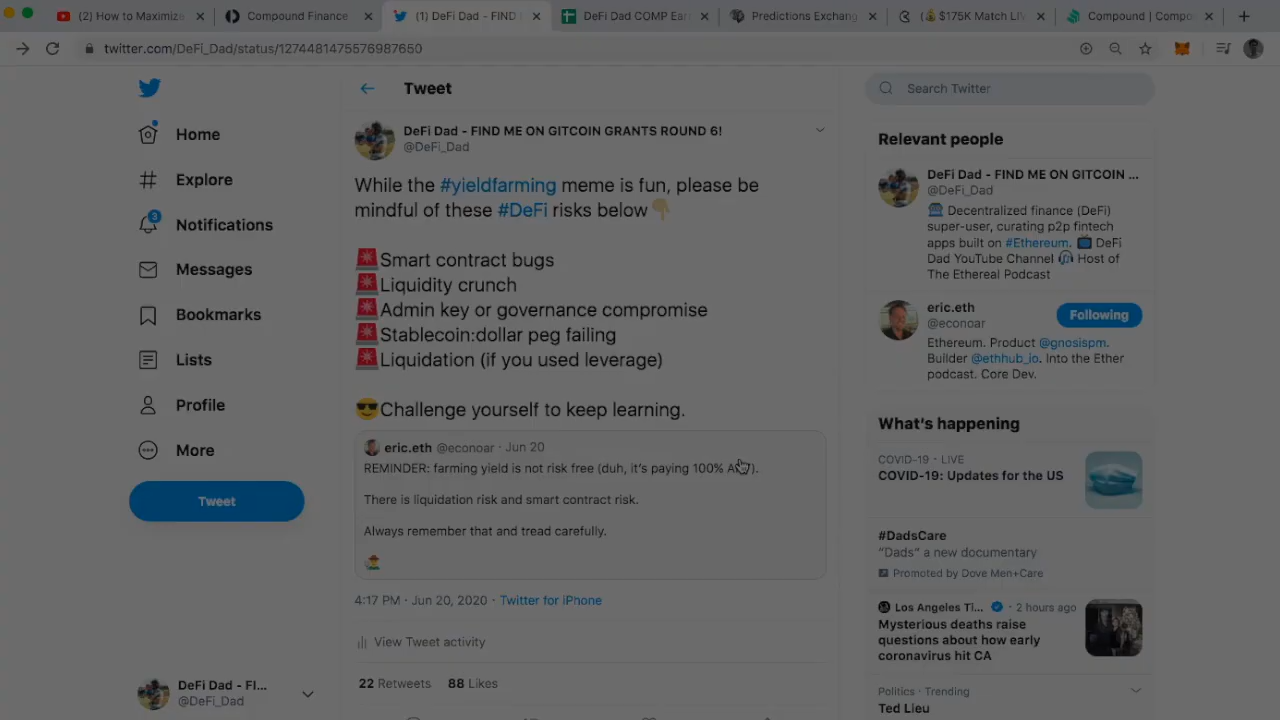 (2) How to Maximize
Compound Finance
(1) DeFi Dad - FIND
DeFi Dad COMP Ear
Predictions Exchang
(💰 $175K Match LIV
Compound | Compo
twitter.com/DeFi_Dad/status/1274481475576987650
Home
Explore
3
Notifications
Messages
Bookmarks
Lists
Profile
More
Tweet
DeFi Dad - FI...
@DeFi_Dad
Tweet
DeFi Dad - FIND ME ON GITCOIN GRANTS ROUND 6!
@DeFi_Dad
While the #yieldfarming meme is fun, please be
mindful of these #DeFi risks below👇🏼
🚨Smart contract bugs
🚨Liquidity crunch
🚨Admin key or governance compromise
🚨Stablecoin:dollar peg failing
🚨Liquidation (if you used leverage)
😎Challenge yourself to keep learning.
eric.eth @econoar · Jun 20
REMINDER: farming yield is not risk free (duh, it's paying 100% ).
There is liquidation risk and smart contract risk.
Always remember that and tread carefully.
4:17 PM · Jun 20, 2020 · Twitter for iPhone
View Tweet activity
22 Retweets 88 Likes
Search Twitter
Relevant people
DeFi Dad - FIND ME ON GITCOIN ...
@DeFi_Dad
Decentralized finance (DeFi)
super-user, curating p2p fintech
apps built on #Ethereum. 📺 DeFi
Dad YouTube Channel 🎧 Host of
The Ethereal Podcast
eric.eth
@econoar
Following
Ethereum. Product @gnosispm.
Builder @ethhub_io. Into the Ether
podcast. Core Dev.
What's happening
COVID-19 · LIVE
COVID-19: Updates for the US
#DadsCare
"Dads" a new documentary
Promoted by Dove Men+Care
Los Angeles Ti... · 2 hours ago
Mysterious deaths raise
questions about how early
coronavirus hit CA
Politics · Trending
Ted Lieu